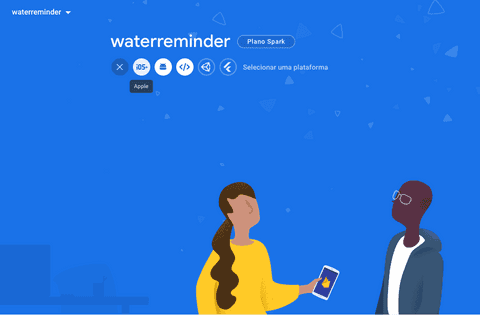 waterreminder
waterreminder Plano Spark
iOS+ </> Selecionar uma plataforma
Apple